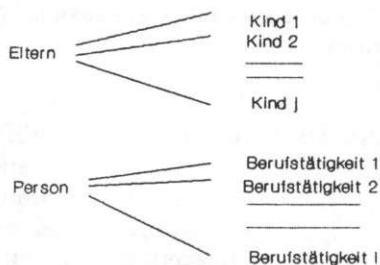 Kind 1
Kind 2
Eltern
Kind j
Berufstätigkeit 1
Person
Berufstätigkeit 2
Berufstätigkeit i